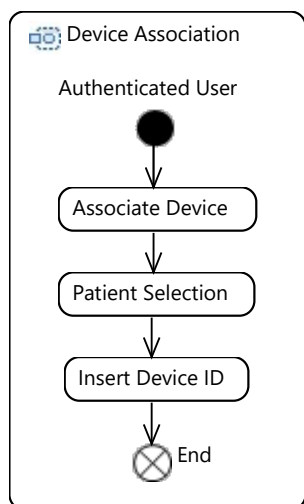 Device Association
Authenticated User
Associate Device
Patient Selection
Insert Device ID
End